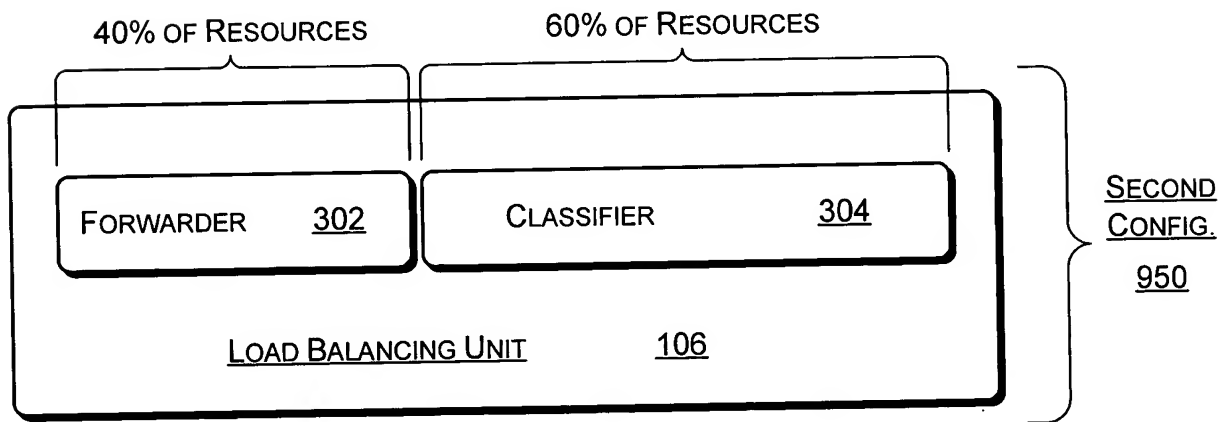 40% OF RESOURCES
60% OF RESOURCES
FORWARDER 302
CLASSIFIER 304
SECOND
CONFIG.
950
LOAD BALANCING UNIT 106